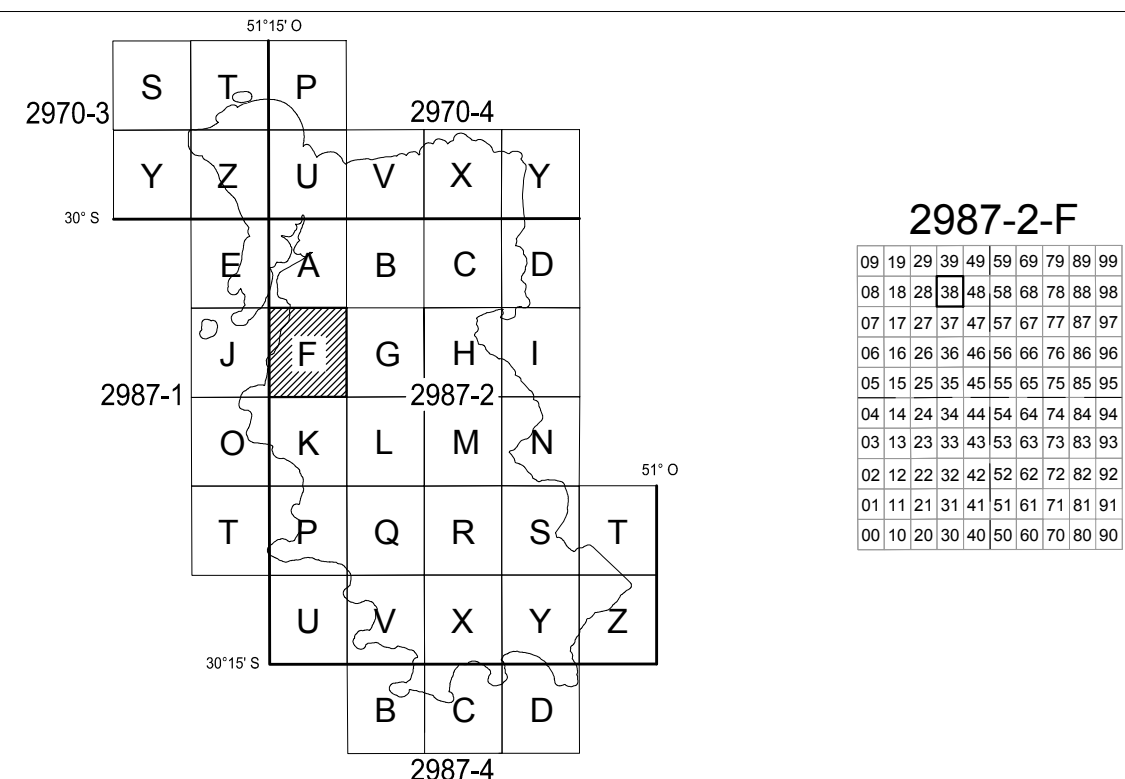 51°15' O
S T P
2970-3 2970-4
Y Z U V X Y
30° S
E A B C D
J F G H I
2987-1 2987-2
O K L M N
51° O
T P Q R S T
U V X Y Z
30°15' S
B C D
2987-4
2987-2-F
09 19 29 39 49 59 69 79 89 99
08 18 28 38 48 58 68 78 88 98
07 17 27 37 47 57 67 77 87 97
06 16 26 36 46 56 66 76 86 96
05 15 25 35 45 55 65 75 85 95
04 14 24 34 44 54 64 74 84 94
03 13 23 33 43 53 63 73 83 93
02 12 22 32 42 52 62 72 82 92
01 11 21 31 41 51 61 71 81 91
00 10 20 30 40 50 60 70 80 90